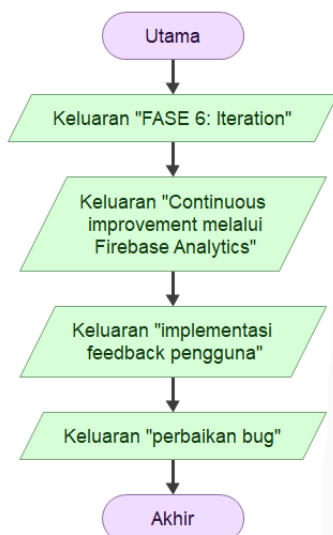 Utama
Keluaran "FASE 6: Iteration"
Keluaran "Continuous
improvement melalui
Firebase Analytics"
Keluaran "implementasi
feedback pengguna"
Keluaran "perbaikan bug"
Akhir